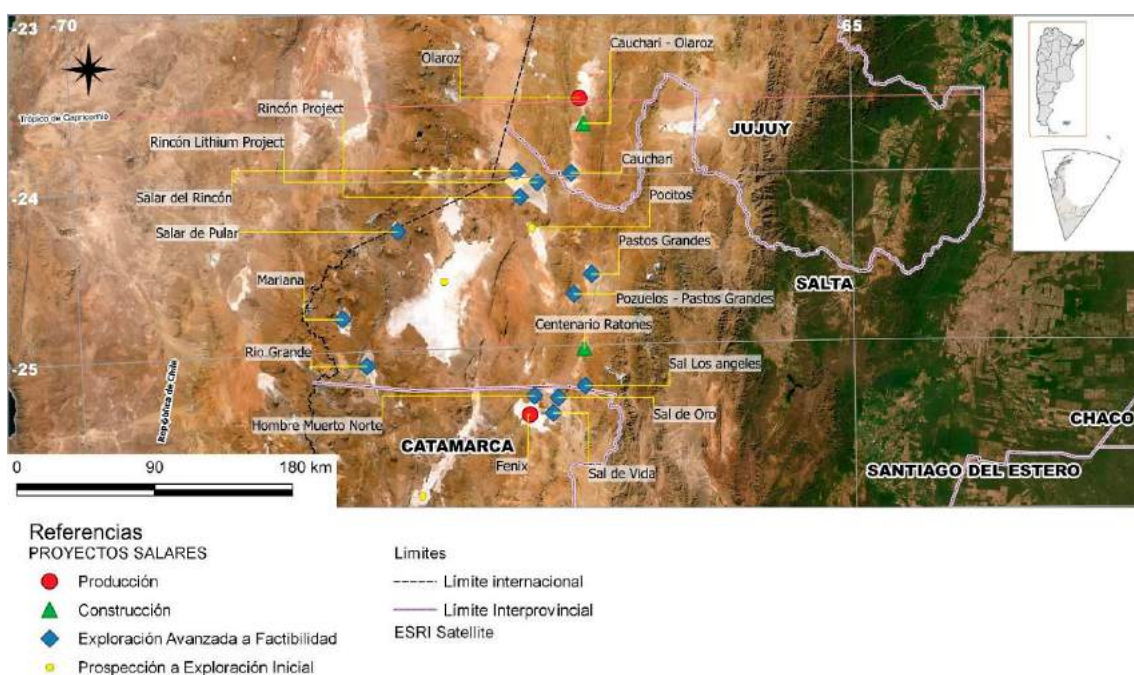 -23
-70
-65
Olaroz
Cauchari - Olaroz
Rincón Project
Trópico de Capricornio
Rincón Lithium Project
JUJUY
Cauchari
-24
Salar del Rincón
Pocitos
Salar de Pular
Pastos Grandes
Mariana
SALTA
Pozuelos - Pastos Grandes
Centenario Ratones
Rio Grande
Sal Los angeles
-25
República de Chile
Hombre Muerto Norte
Sal de Oro
CATAMARCA
CHACO
Fenix
Sal de Vida
SANTIAGO DEL ESTERO
0 90 180 km
Referencias
PROYECTOS SALARES
Producción
Construcción
Exploración Avanzada a Factibilidad
Prospección a Exploración Inicial
Límites
Límite internacional
Límite Interprovincial
ESRI Satellite